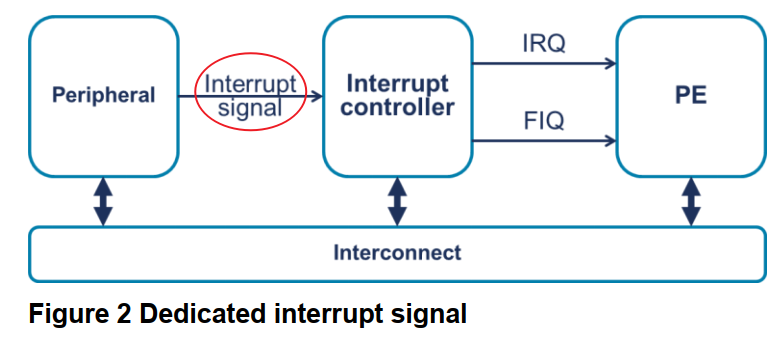 IRQ
Peripheral
Interrupt
signal
Interrupt
controller
PE
FIQ
Interconnect
Figure 2 Dedicated interrupt signal